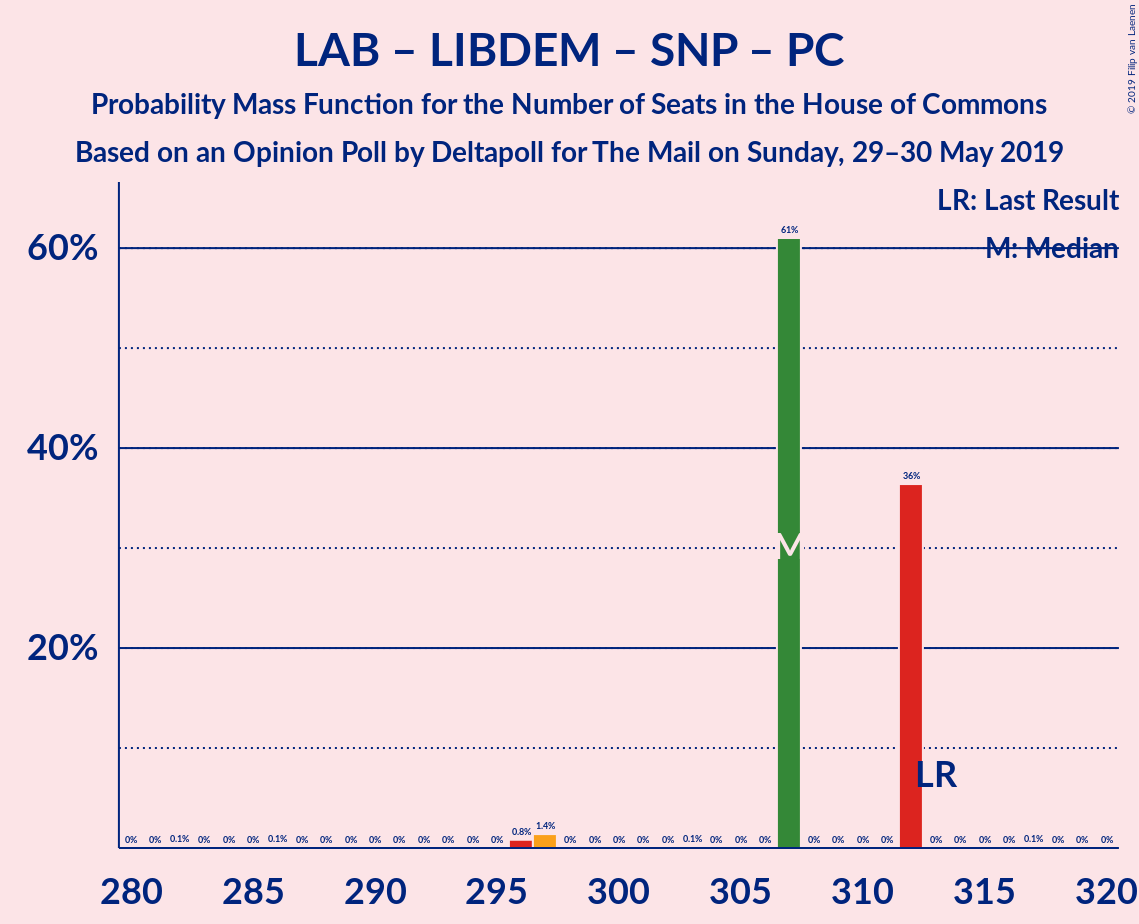 © 2019 Filip van Laenen
LAB – LIBDEM – SNP – PC
Probability Mass Function for the Number of Seats in the House of Commons
Based on an Opinion Poll by Deltapoll for The Mail on Sunday, 29–30 May 2019
LR: Last Result
M: Median
60%
40%
20%
61%
36%
M
LR
0% 0% 0.1% 0% 0% 0% 0.1% 0% 0% 0% 0% 0% 0% 0% 0% 0% 0.8% 1.4% 0% 0% 0% 0% 0% 0.1% 0% 0% 0% 0% 0% 0% 0% 0% 0% 0% 0% 0.1% 0% 0% 0%
280 285 290 295 300 305 310 315 320